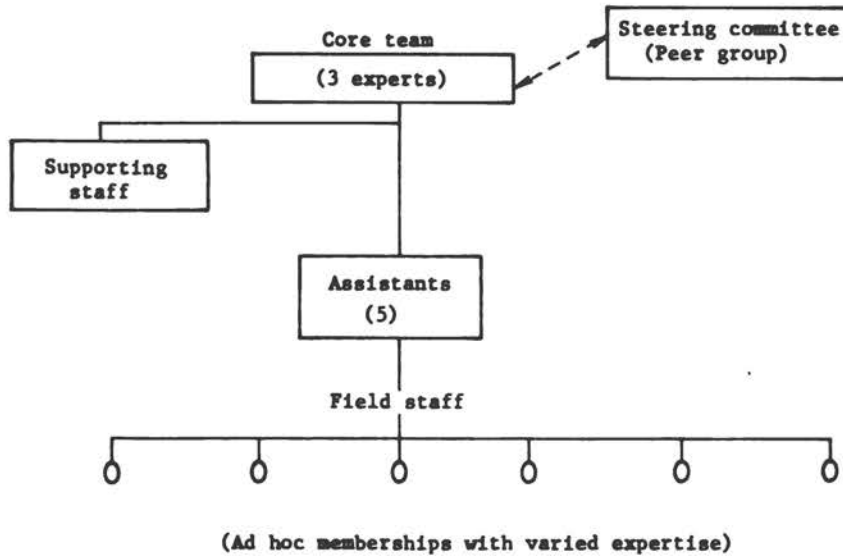 Core team
(3 experts)
Steering committee
(Peer group)
Supporting
staff
Assistants
(5)
Field staff
(Ad hoc memberships with varied expertise)